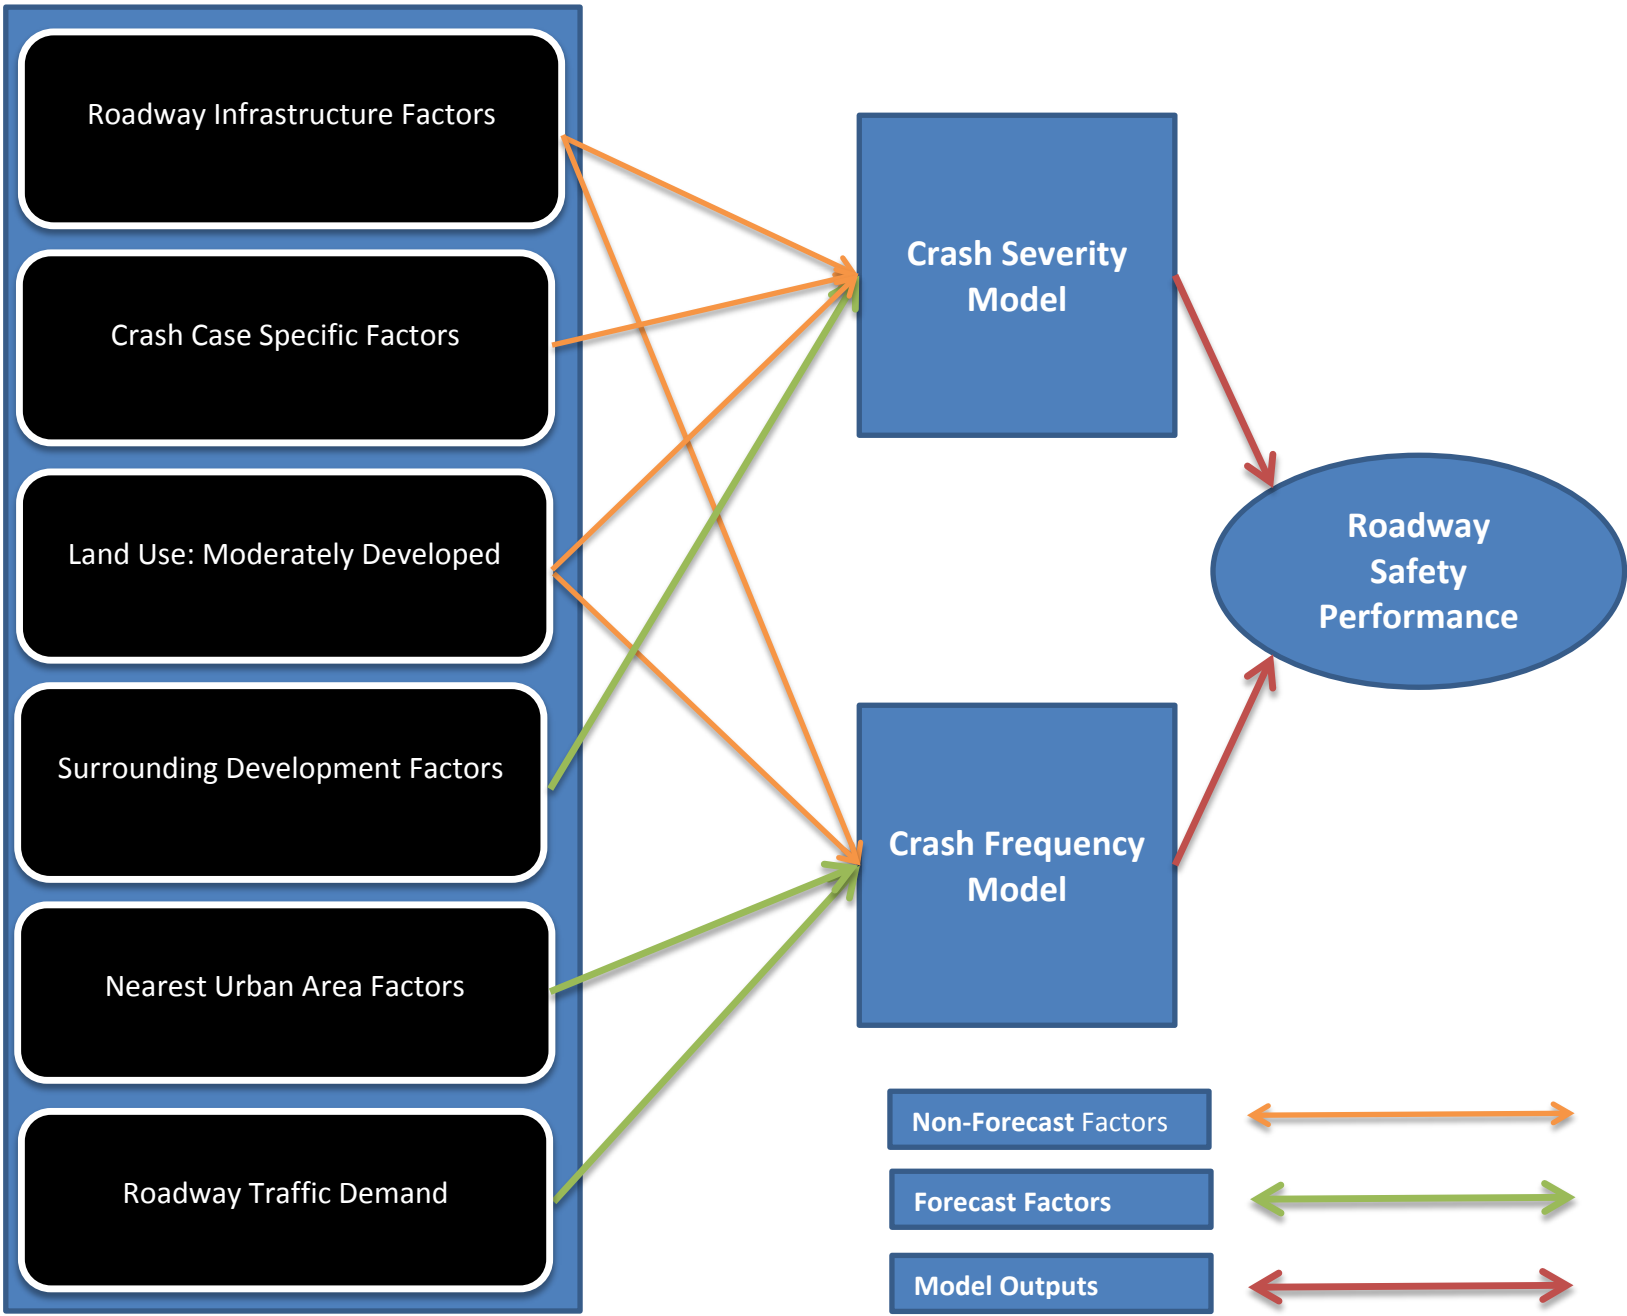 Roadway Infrastructure Factors
Crash Case Specific Factors
Land Use: Moderately Developed
Surrounding Development Factors
Nearest Urban Area Factors
Roadway Traffic Demand
Crash Severity
Model
Crash Frequency
Model
Roadway
Safety
Performance
Non-Forecast Factors
Forecast Factors
Model Outputs